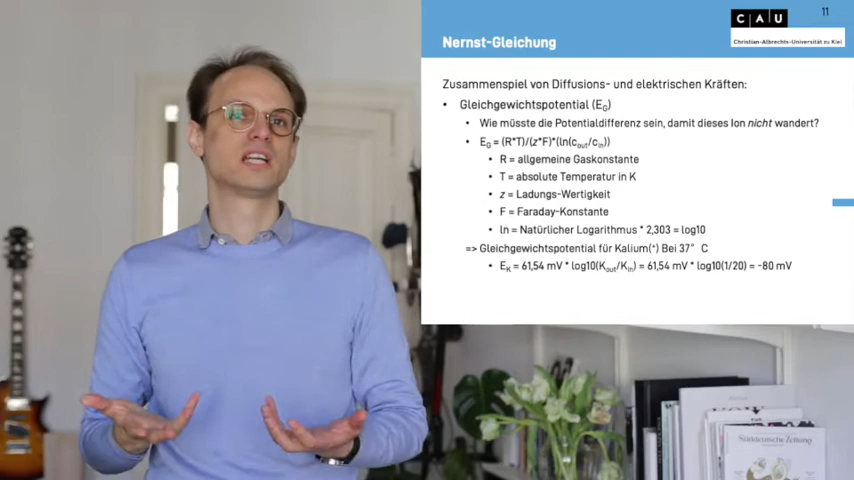 11
C A U
Christian-Albrechts-Universität zu Kiel
Nernst-Gleichung
Zusammenspiel von Diffusions- und elektrischen Kräften:
• Gleichgewichtspotential (EG)
• Wie müsste die Potentialdifferenz sein, damit dieses Ion nicht wandert?
• EG = (R*T)/(z*F)*(ln(cout/cin))
• R = allgemeine Gaskonstante
• T = absolute Temperatur in K
• z = Ladungs-Wertigkeit
• F = Faraday-Konstante
• ln = Natürlicher Logarithmus * 2,303 = log10
=> Gleichgewichtspotential für Kalium(+) Bei 37° C
• EK = 61,54 mV * log10(Kout/Kin) = 61,54 mV * log10(1/20) = -80 mV
Süddeutsche Zeitung